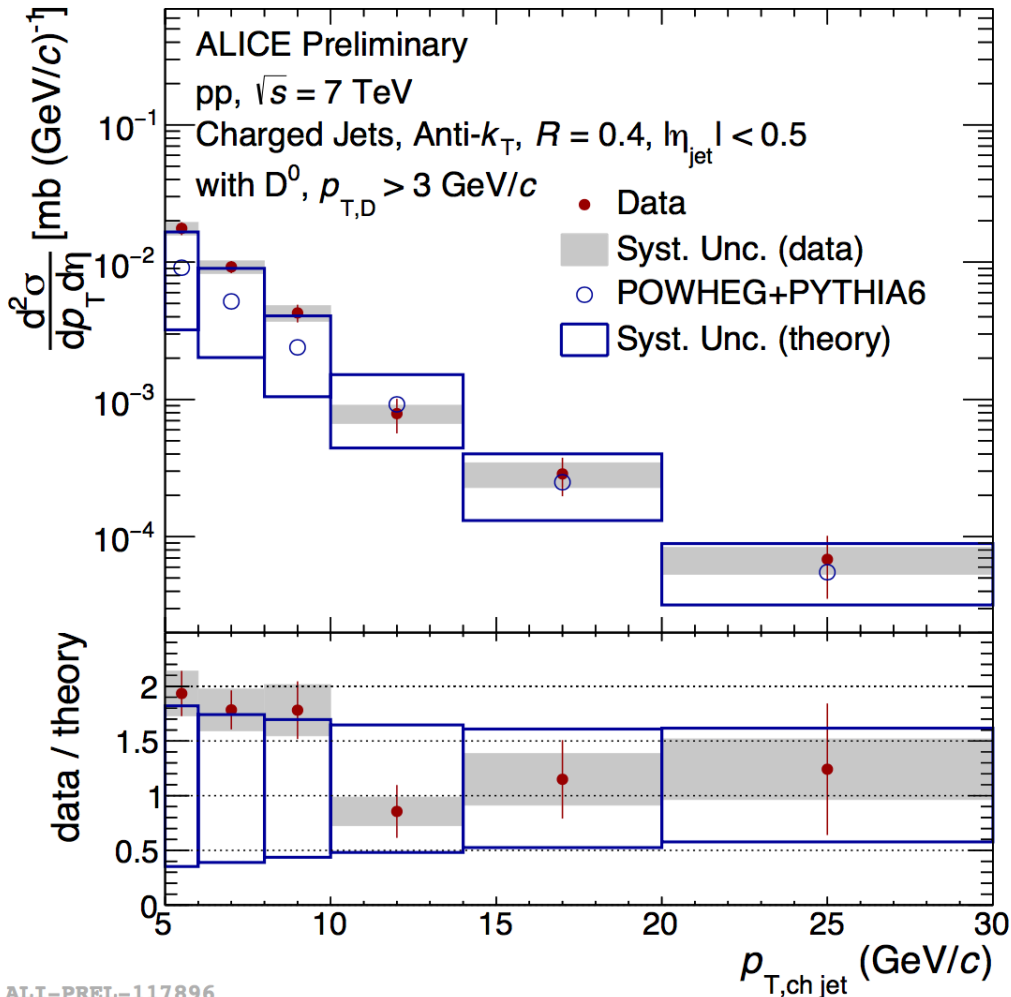 ALICE Preliminary
pp, √s = 7 TeV
Charged Jets, Anti-kT, R = 0.4, |ηjet| < 0.5
with D⁰, pT,D > 3 GeV/c
Data
Syst. Unc. (data)
POWHEG+PYTHIA6
Syst. Unc. (theory)
d²σ/dpTdη [mb (GeV/c)⁻¹]
10⁻¹
10⁻²
10⁻³
10⁻⁴
data / theory
2
1.5
1
0.5
0
5 10 15 20 25 30
pT,ch jet (GeV/c)
ALI-PREL-117896